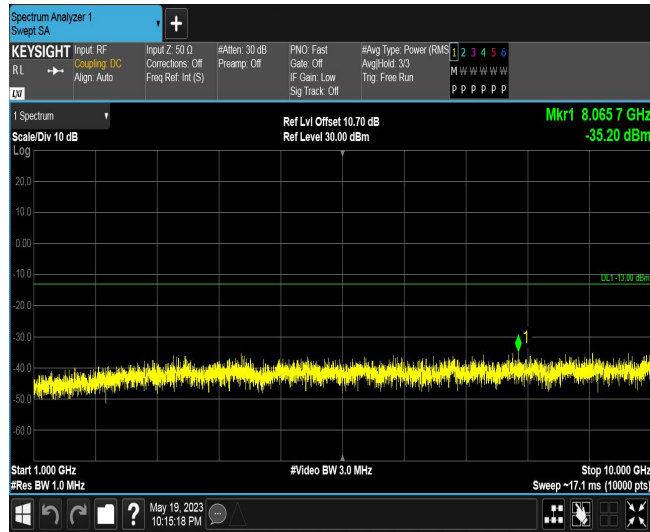 Spectrum Analyzer 1
Swept SA
KEYSIGHT
RL
LXI
Input: RF
Coupling: DC
Align: Auto
Input Z: 50 Ω
Corrections: Off
Freq Ref: Int (S)
#Atten: 30 dB
Preamp: Off
PNO: Fast
Gate: Off
IF Gain: Low
Sig Track: Off
#Avg Type: Power (RMS
Avg|Hold: 3/3
Trig: Free Run
1 2 3 4 5 6
M W W W W W
P P P P P P
1 Spectrum
Scale/Div 10 dB
Ref Lvl Offset 10.70 dB
Ref Level 30.00 dBm
Mkr1 8.065 7 GHz
-35.20 dBm
Log
20.0
10.0
0.00
-10.0
DL1 -13.00 dBm
-20.0
-30.0
1
-40.0
-50.0
-60.0
Start 1.000 GHz
#Video BW 3.0 MHz
Stop 10.000 GHz
#Res BW 1.0 MHz
Sweep ~17.1 ms (10000 pts)
May 19, 2023
10:15:18 PM